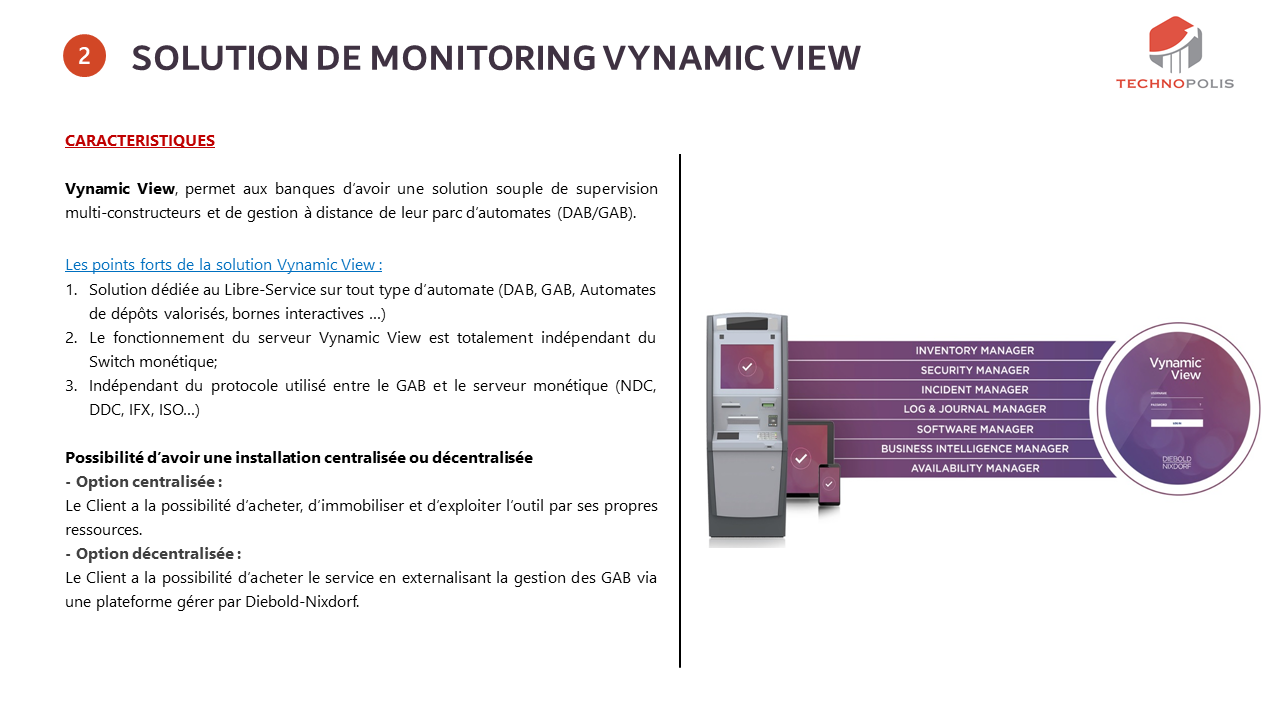 2
SOLUTION DE MONITORING VYNAMIC VIEW
TECHNOPOLIS
CARACTERISTIQUES
Vynamic View, permet aux banques d’avoir une solution souple de supervision
multi-constructeurs et de gestion à distance de leur parc d’automates (DAB/GAB).
Les points forts de la solution Vynamic View :
1. Solution dédiée au Libre-Service sur tout type d’automate (DAB, GAB, Automates
de dépôts valorisés, bornes interactives …)
2. Le fonctionnement du serveur Vynamic View est totalement indépendant du
Switch monétique;
3. Indépendant du protocole utilisé entre le GAB et le serveur monétique (NDC,
DDC, IFX, ISO…)
Possibilité d’avoir une installation centralisée ou décentralisée
- Option centralisée :
Le Client a la possibilité d’acheter, d’immobiliser et d’exploiter l’outil par ses propres
ressources.
- Option décentralisée :
Le Client a la possibilité d’acheter le service en externalisant la gestion des GAB via
une plateforme gérer par Diebold-Nixdorf.
INVENTORY MANAGER
SECURITY MANAGER
INCIDENT MANAGER
LOG & JOURNAL MANAGER
SOFTWARE MANAGER
BUSINESS INTELLIGENCE MANAGER
AVAILABILITY MANAGER
Vynamic
View
DIEBOLD
NIXDORF